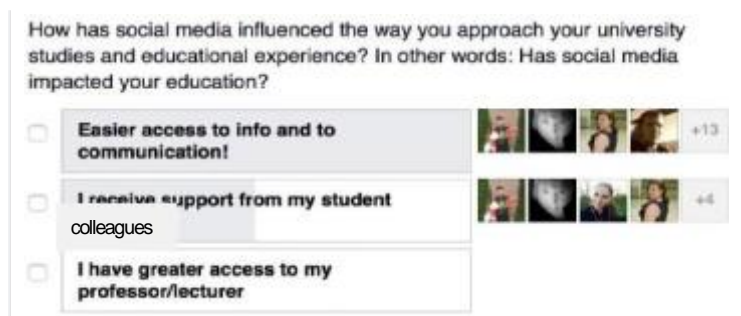 How has social media influenced the way you approach your university
studies and educational experience? In other words: Has social media
impacted your education?
Easier access to info and to
communication!
+13
I receive support from my student
colleagues
+4
I have greater access to my
professor/lecturer